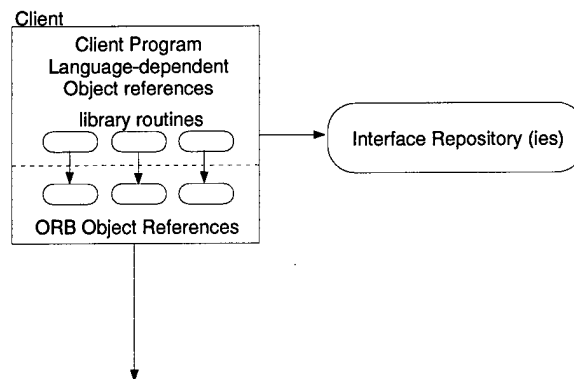 Client
Client Program
Language-dependent
Object references
library routines
Interface Repository (ies)
ORB Object References